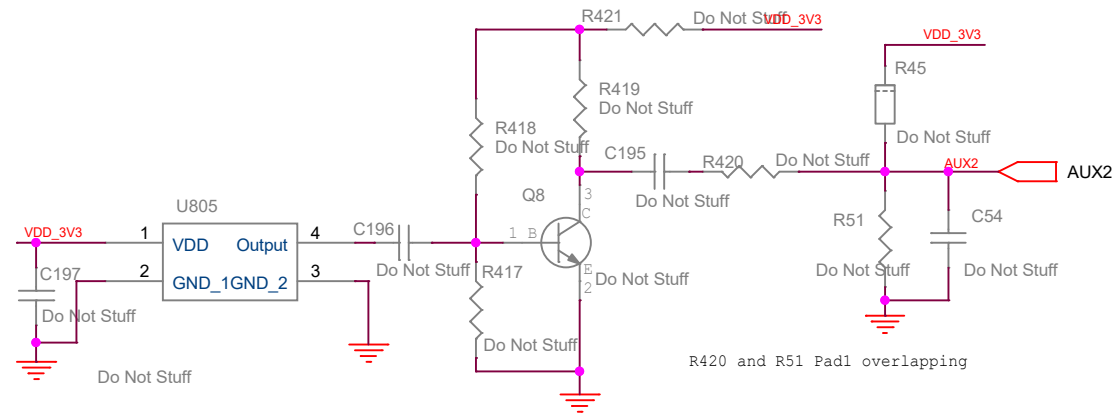 R421
Do Not Stuff
VDD_3V3
VDD_3V3
R45
Do Not Stuff
R419
Do Not Stuff
R418
Do Not Stuff
C195
Do Not Stuff
R420
Do Not Stuff
AUX2
AUX2
U805
VDD_3V3
1
VDD
Output
4
2
GND_1
GND_2
3
C197
Do Not Stuff
Do Not Stuff
C196
Do Not Stuff
Q8
3
C
1
B
E
2
Do Not Stuff
R417
Do Not Stuff
R51
Do Not Stuff
C54
Do Not Stuff
R420 and R51 Pad1 overlapping